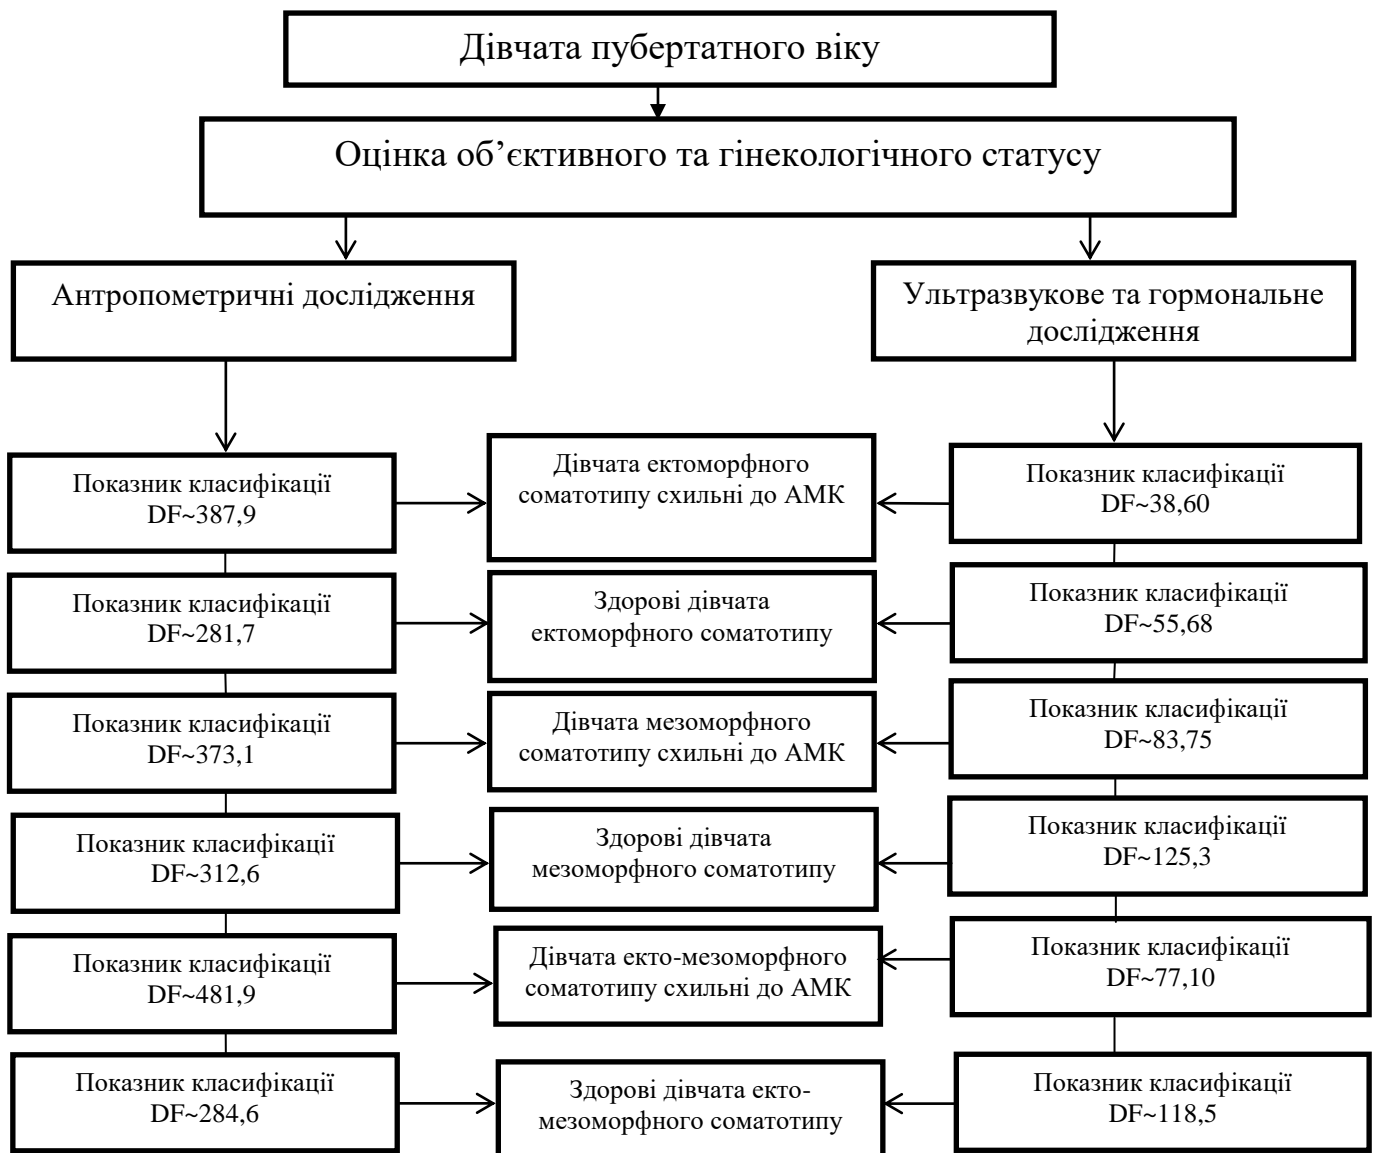 Дівчата пубертатного віку
Оцінка об’єктивного та гінекологічного статусу
Антропометричні дослідження
Ультразвукове та гормональне
дослідження
Показник класифікації
DF~387,9
Дівчата ектоморфного
соматотипу схильні до АМК
Показник класифікації
DF~38,60
Показник класифікації
DF~281,7
Здорові дівчата
ектоморфного соматотипу
Показник класифікації
DF~55,68
Показник класифікації
DF~373,1
Дівчата мезоморфного
соматотипу схильні до АМК
Показник класифікації
DF~83,75
Показник класифікації
DF~312,6
Здорові дівчата
мезоморфного соматотипу
Показник класифікації
DF~125,3
Показник класифікації
DF~481,9
Дівчата екто-мезоморфного
соматотипу схильні до АМК
Показник класифікації
DF~77,10
Показник класифікації
DF~284,6
Здорові дівчата екто-
мезоморфного соматотипу
Показник класифікації
DF~118,5